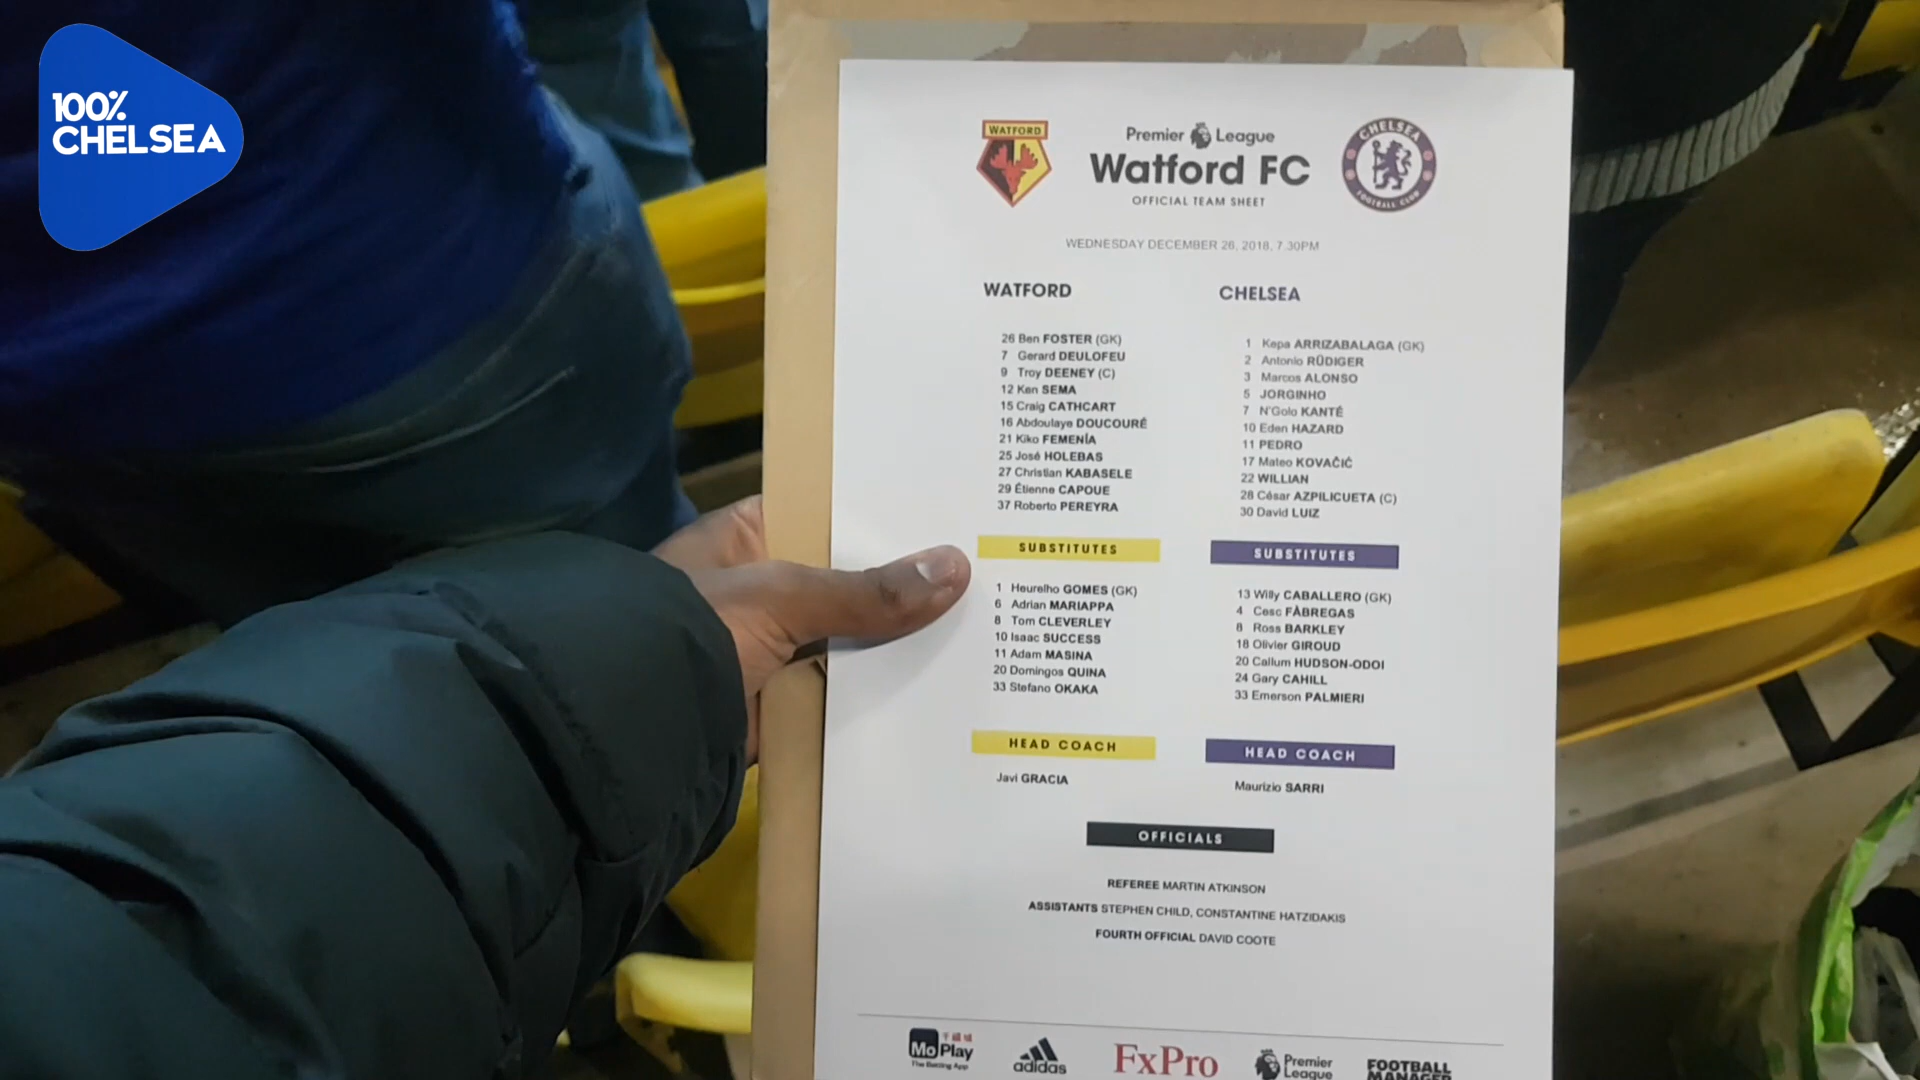 100%
CHELSEA
WATFORD
Premier League
CHELSEA
FOOTBALL CLUB
Watford FC
OFFICIAL TEAM SHEET
WEDNESDAY DECEMBER 26, 2018, 7.30PM
WATFORD
26 Ben FOSTER (GK)
7 Gerard DEULOFEU
9 Troy DEENEY (C)
12 Ken SEMA
15 Craig CATHCART
16 Abdoulaye DOUCOURÉ
21 Kiko FEMENÍA
25 José HOLEBAS
27 Christian KABASELE
29 Étienne CAPOUE
37 Roberto PEREYRA
SUBSTITUTES
1 Heurelho GOMES (GK)
6 Adrian MARIAPPA
8 Tom CLEVERLEY
10 Isaac SUCCESS
11 Adam MASINA
20 Domingos QUINA
33 Stefano OKAKA
HEAD COACH
Javi GRACIA
CHELSEA
1 Kepa ARRIZABALAGA (GK)
2 Antonio RÜDIGER
3 Marcos ALONSO
5 JORGINHO
7 N'Golo KANTÉ
10 Eden HAZARD
11 PEDRO
17 Mateo KOVAČIĆ
22 WILLIAN
28 César AZPILICUETA (C)
30 David LUIZ
SUBSTITUTES
13 Willy CABALLERO (GK)
4 Cesc FÀBREGAS
8 Ross BARKLEY
18 Olivier GIROUD
20 Callum HUDSON-ODOI
24 Gary CAHILL
33 Emerson PALMIERI
HEAD COACH
Maurizio SARRI
OFFICIALS
REFEREE MARTIN ATKINSON
ASSISTANTS STEPHEN CHILD, CONSTANTINE HATZIDAKIS
FOURTH OFFICIAL DAVID COOTE
MoPlay
The Betting App
adidas
FxPro
Premier
League
FOOTBALL
MANAGER